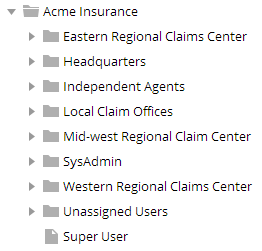 Acme Insurance
Eastern Regional Claims Center
Headquarters
Independent Agents
Local Claim Offices
Mid-west Regional Claim Center
SysAdmin
Western Regional Claims Center
Unassigned Users
Super User